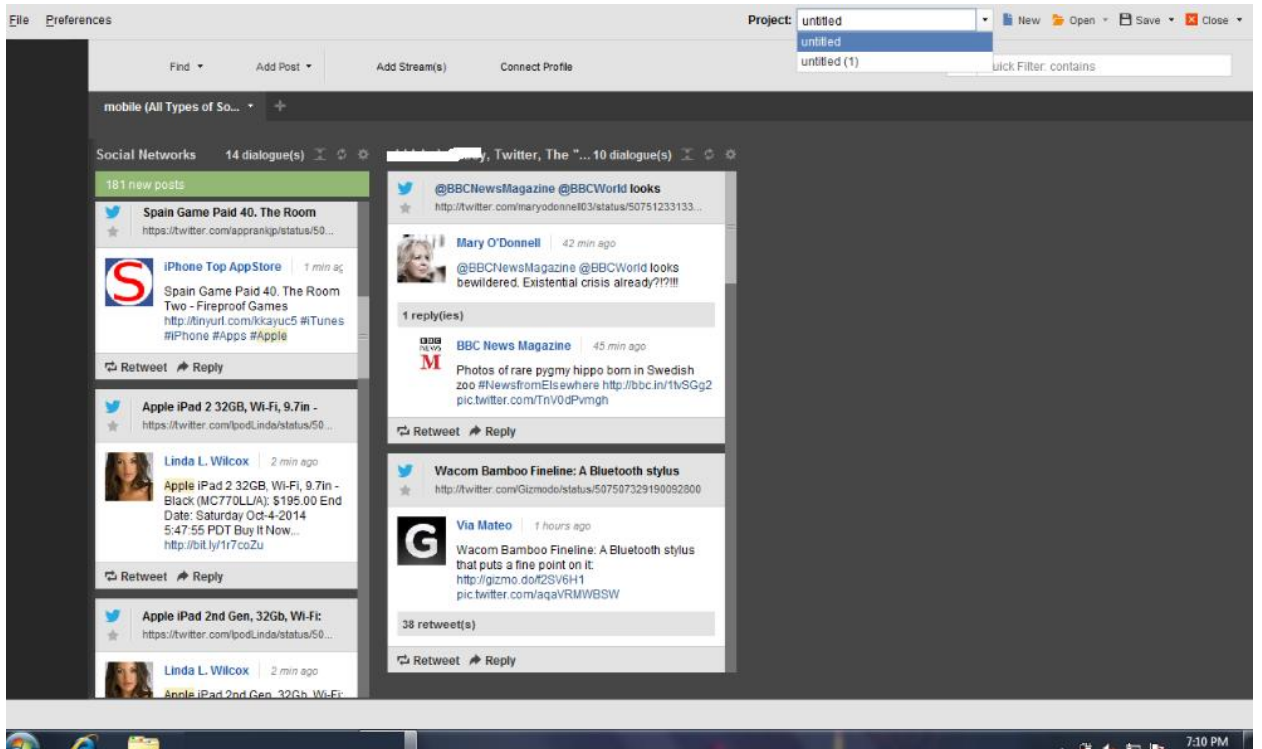 File Preferences Project: untitled New Open Save Close
untitled
untitled (1)
Find Add Post Add Stream(s) Connect Profile uick Filter: contains
mobile (All Types of So... +
Social Networks 14 dialogue(s)
181 new posts
Spain Game Paid 40. The Room
https://twitter.com/apprankjp/status/50...
iPhone Top AppStore 1 min ag
Spain Game Paid 40. The Room
Two - Fireproof Games
http://tinyurl.com/kkayuc5 #iTunes
#iPhone #Apps #Apple
Retweet Reply
Apple iPad 2 32GB, Wi-Fi, 9.7in -
https://twitter.com/IpodLinda/status/50...
Linda L. Wilcox 2 min ago
Apple iPad 2 32GB, Wi-Fi, 9.7in -
Black (MC770LL/A): $195.00 End
Date: Saturday Oct-4-2014
5:47:55 PDT Buy It Now...
http://bit.ly/1r7coZu
Retweet Reply
Apple iPad 2nd Gen, 32Gb, Wi-Fi:
https://twitter.com/IpodLinda/status/50...
Linda L. Wilcox 2 min ago
Apple iPad 2nd Gen, 32Gb, Wi-Fi:
, Twitter, The "... 10 dialogue(s)
@BBCNewsMagazine @BBCWorld looks
http://twitter.com/maryodonnell03/status/50751233133...
Mary O'Donnell 42 min ago
@BBCNewsMagazine @BBCWorld looks
bewildered. Existential crisis already?!?!!!
1 reply(ies)
BBC
NEWS
M
BBC News Magazine 45 min ago
Photos of rare pygmy hippo born in Swedish
zoo #NewsfromElsewhere http://bbc.in/1tvSGg2
pic.twitter.com/TnV0dPvmgh
Retweet Reply
Wacom Bamboo Fineline: A Bluetooth stylus
http://twitter.com/Gizmodo/status/507507329190092800
G
Via Mateo 1 hours ago
Wacom Bamboo Fineline: A Bluetooth stylus
that puts a fine point on it:
http://gizmo.do/f2SV6H1
pic.twitter.com/aqaVRMWBSW
38 retweet(s)
Retweet Reply
7:10 PM